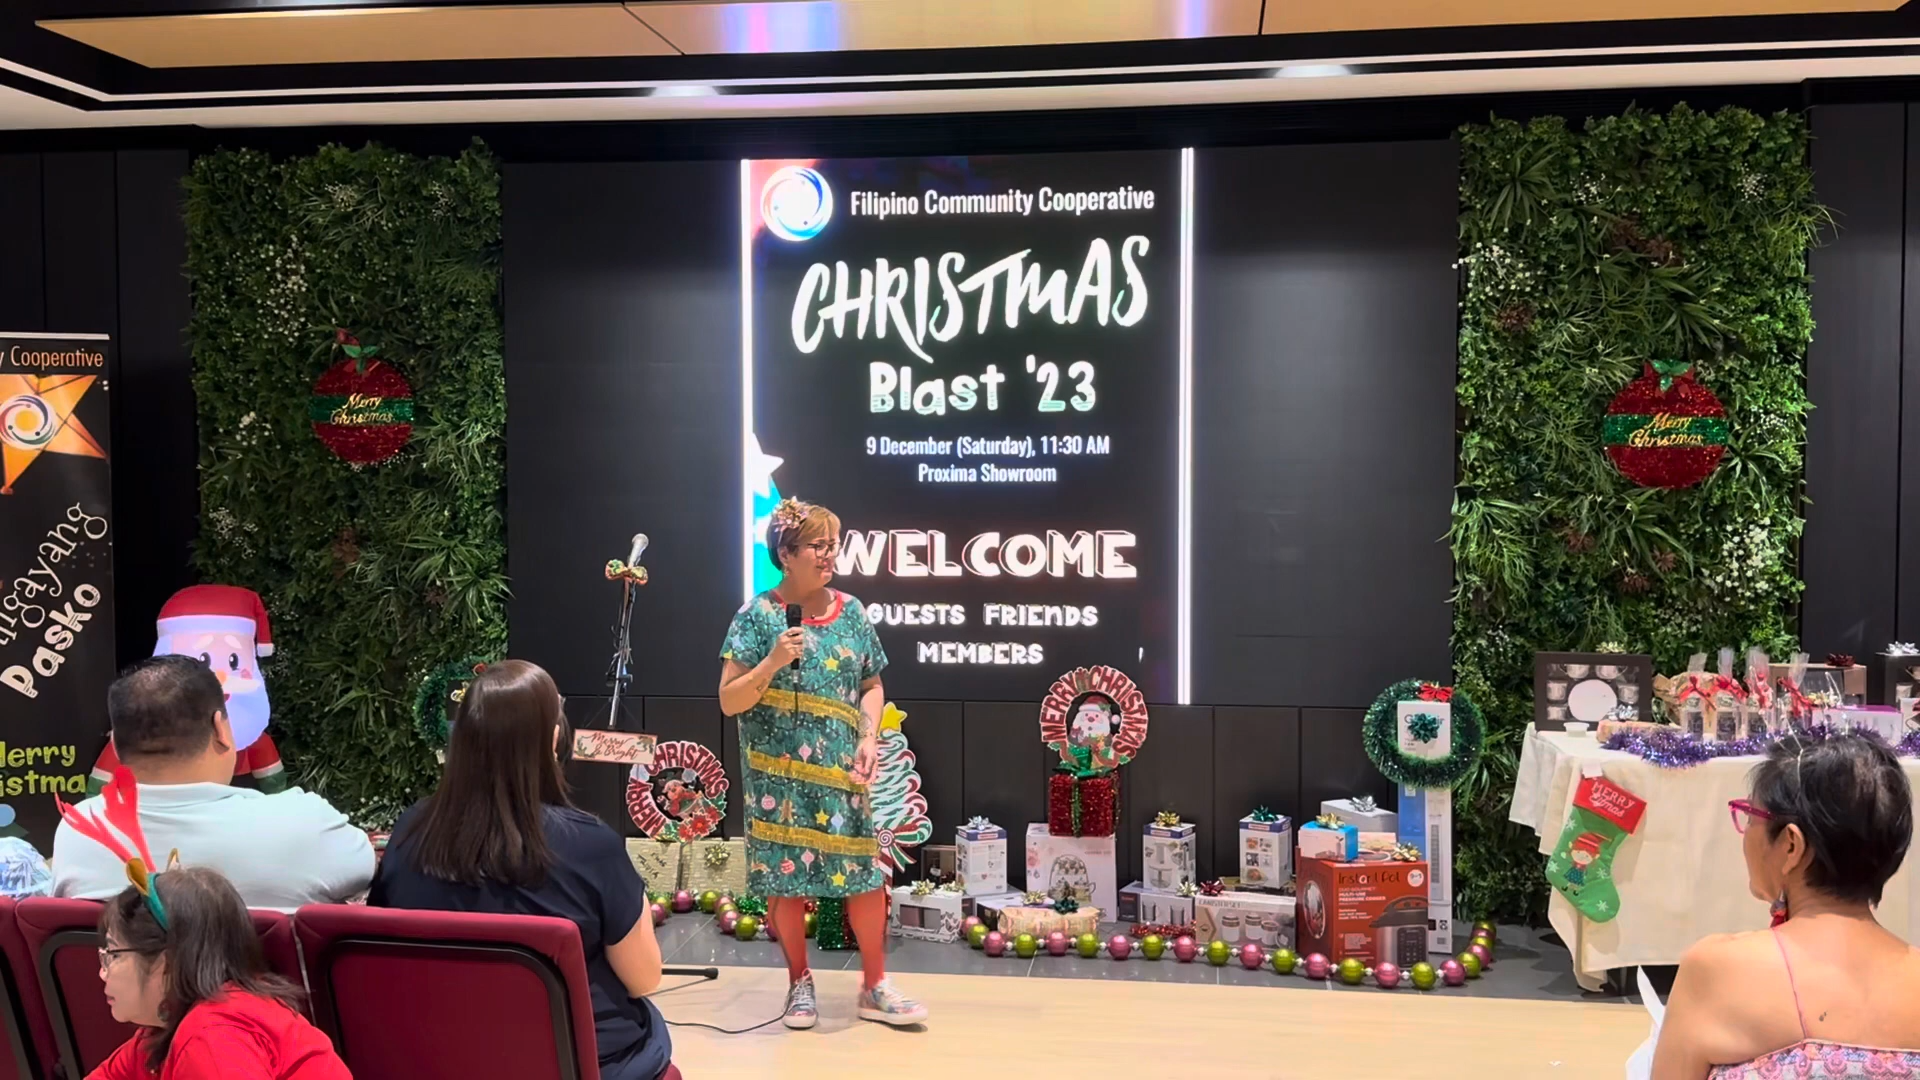 Filipino Community Cooperative
CHRISTMAS
Blast '23
9 December (Saturday), 11:30 AM
Proxima Showroom
WELCOME
GUESTS FRIENDS
MEMBERS
y Cooperative
Pasko
Merry
Christmas
Merry
Christmas
Merry
& Bright
MERRY CHRISTMAS
MERRY CHRISTMAS
Instant Pot
MERRY